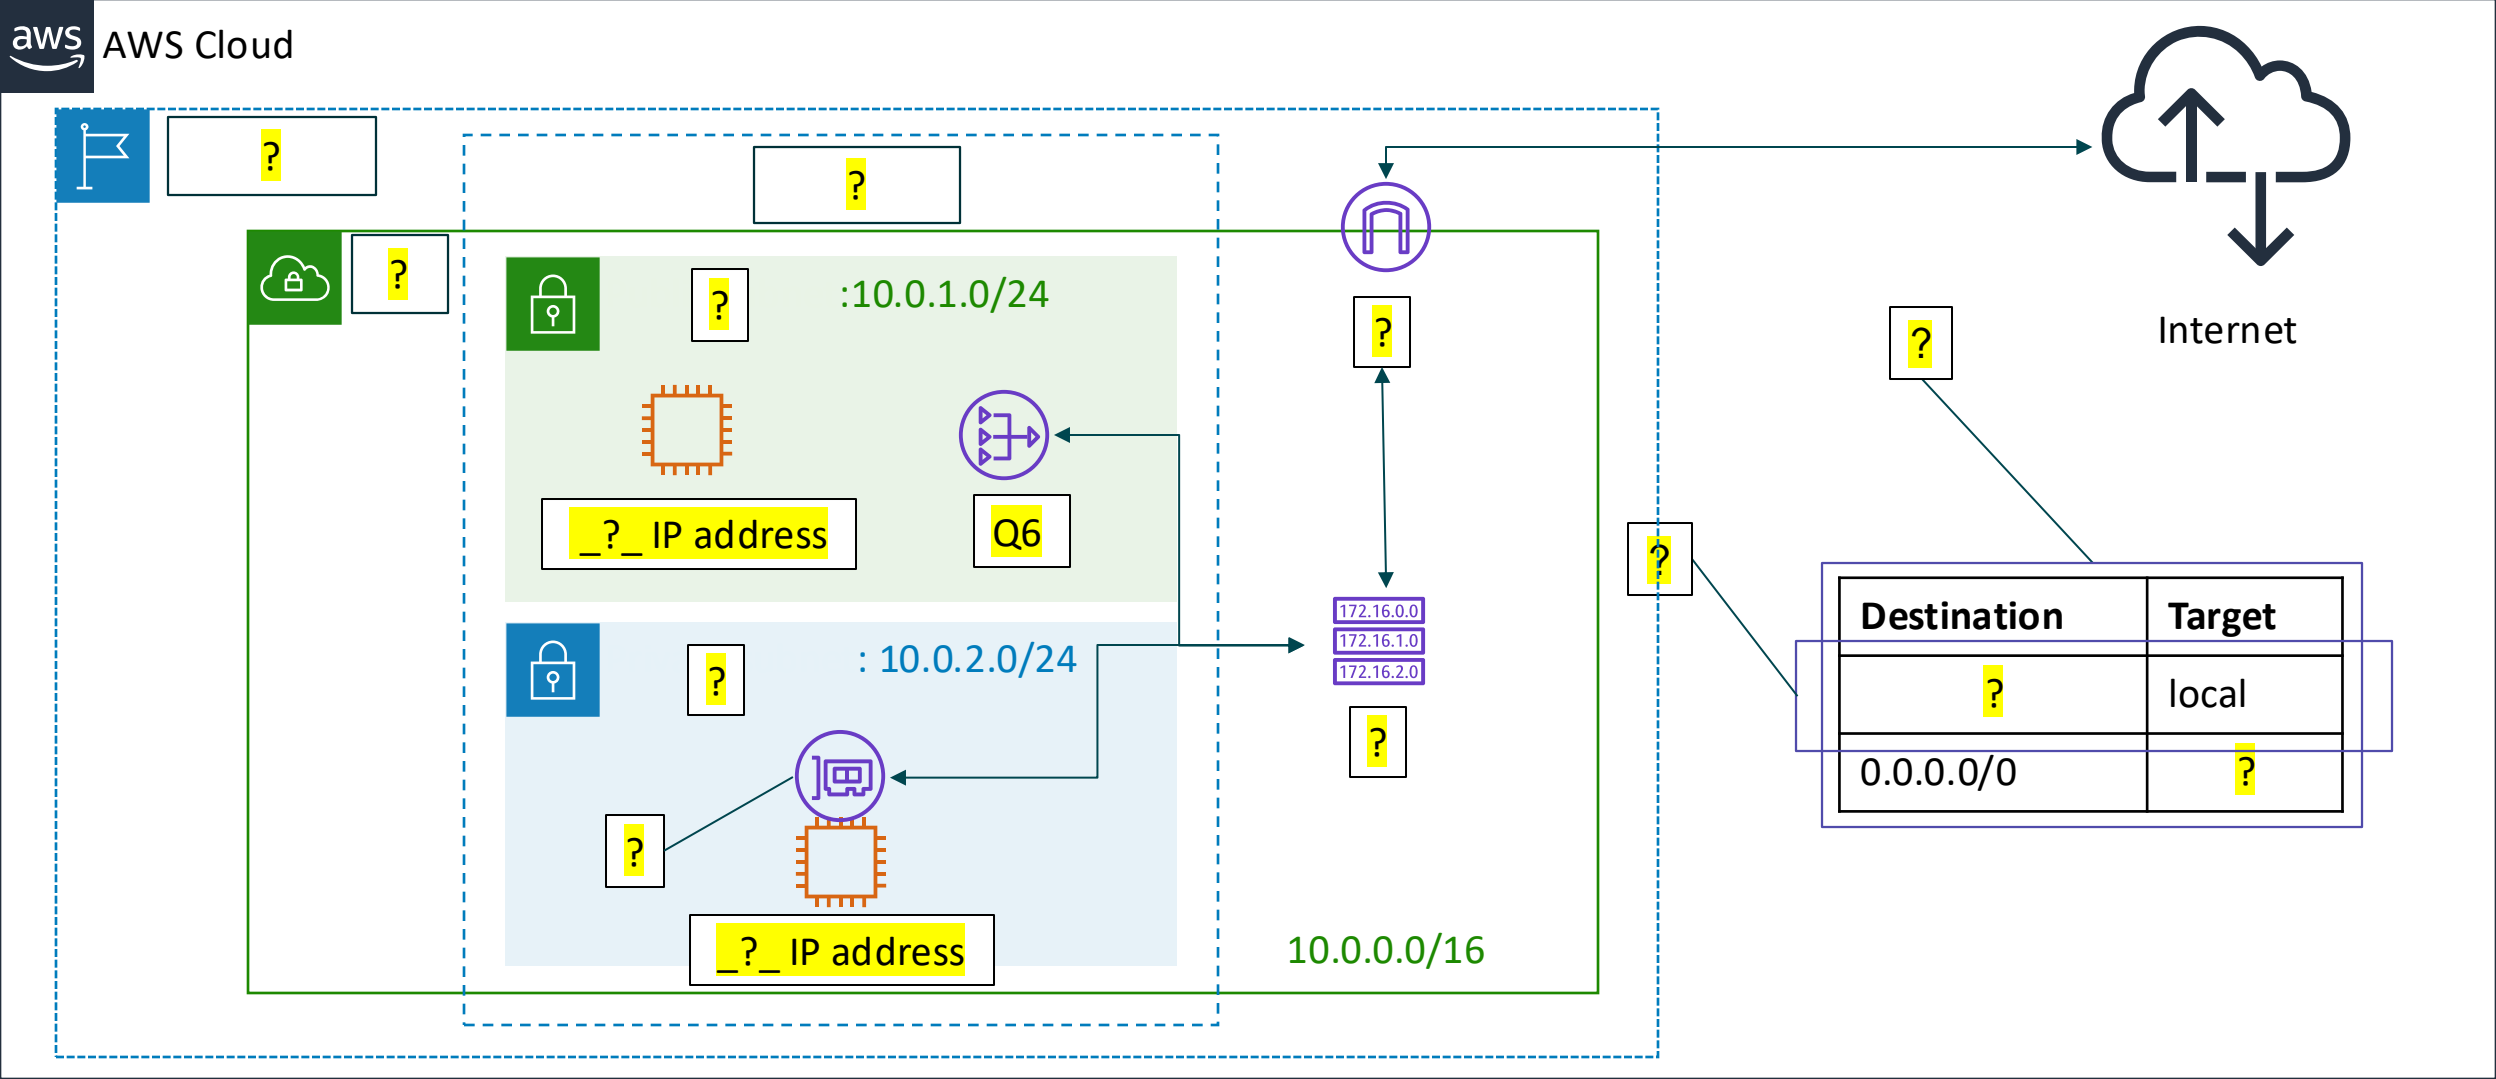 aws
AWS Cloud
?
?
?
?
:10.0.1.0/24
?
Internet
?
_?_ IP address
Q6
?
172.16.0.0
172.16.1.0
172.16.2.0
?
?
: 10.0.2.0/24
?
_?_ IP address
10.0.0.0/16
Destination Target
? local
0.0.0.0/0 ?